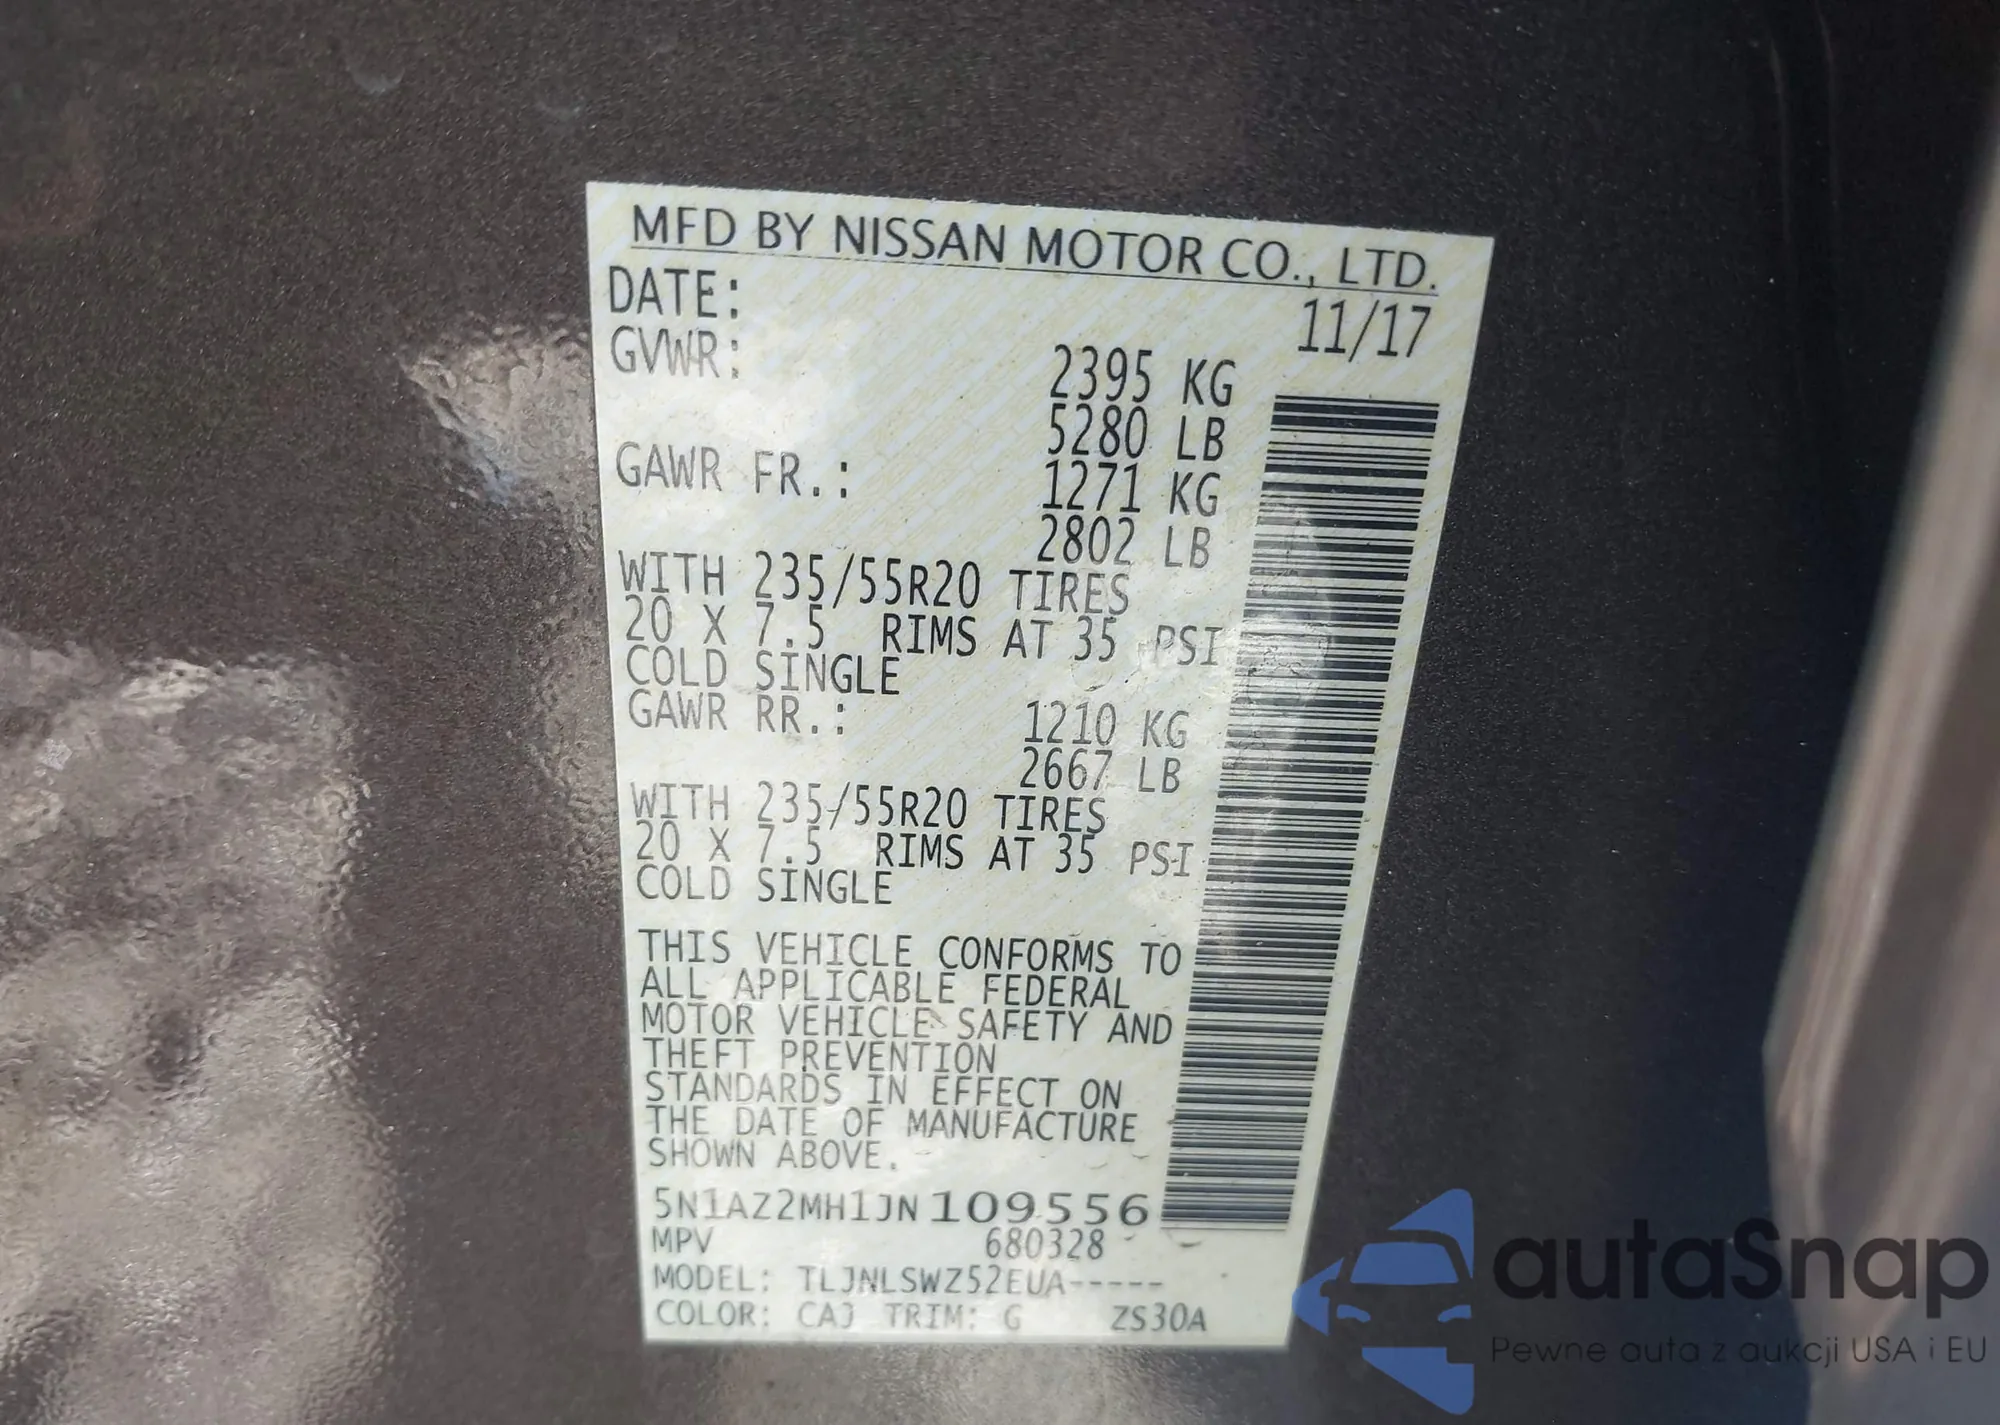 MFD BY NISSAN MOTOR CO., LTD.
DATE: 11/17
GVWR: 2395 KG
5280 LB
GAWR FR.: 1271 KG
2802 LB
WITH 235/55R20 TIRES
20 X 7.5 RIMS AT 35 PSI
COLD SINGLE
GAWR RR.: 1210 KG
2667 LB
WITH 235/55R20 TIRES
20 X 7.5 RIMS AT 35 PSI
COLD SINGLE
THIS VEHICLE CONFORMS TO
ALL APPLICABLE FEDERAL
MOTOR VEHICLE SAFETY AND
THEFT PREVENTION
STANDARDS IN EFFECT ON
THE DATE OF MANUFACTURE
SHOWN ABOVE.
5N1AZ2MH1JN109556
MPV 680328
MODEL: TLJNLSWZ52EUA-----
COLOR: CAJ TRIM: G ZS30A
autaSnap
Pewne auta z aukcji USA i EU